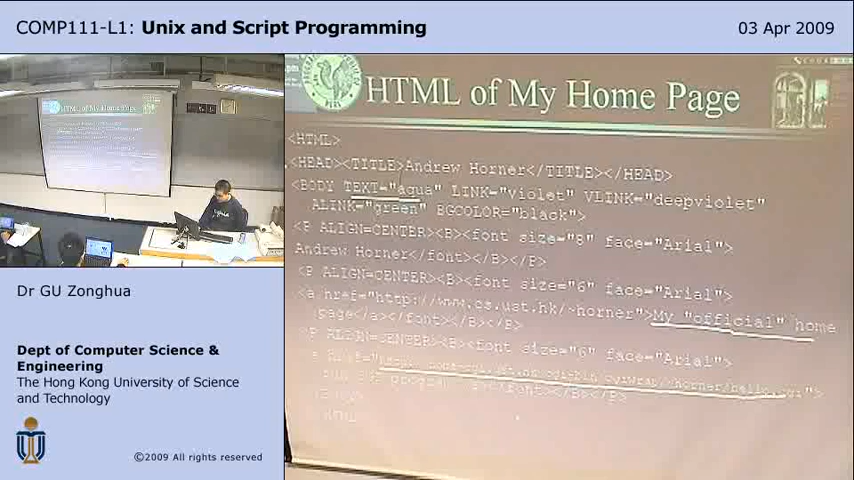 COMP111-L1: Unix and Script Programming
03 Apr 2009
HTML of My Home Page
HTML of My Home Page
<HTML>
<HEAD><TITLE>Andrew Horner</TITLE></HEAD>
<BODY TEXT="aqua" LINK="violet" VLINK="deepviolet"
ALINK="green" BGCOLOR="black">
<P ALIGN=CENTER><B><font size="8" face="Arial">
Andrew Horner</font></B></P>
<P ALIGN=CENTER><B><font size="6" face="Arial">
<a href="http://www.cs.ust.hk/~horner">My "official" home
page</a></font></B></P>
<P ALIGN=CENTER><B><font size="6" face="Arial">
Dr GU Zonghua
Dept of Computer Science &
Engineering
The Hong Kong University of Science
and Technology
©2009 All rights reserved